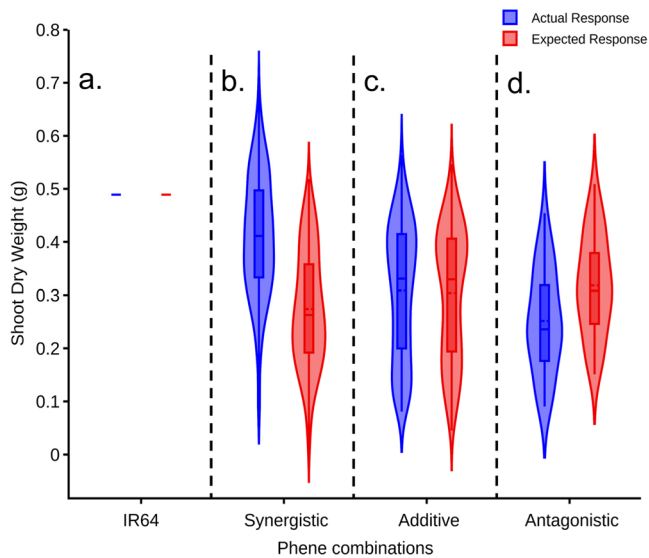 Actual Response
Expected Response
a.
b.
c.
d.
0.8
0.7
0.6
0.5
0.4
0.3
0.2
0.1
0
Shoot Dry Weight (g)
IR64
Synergistic
Additive
Antagonistic
Phene combinations